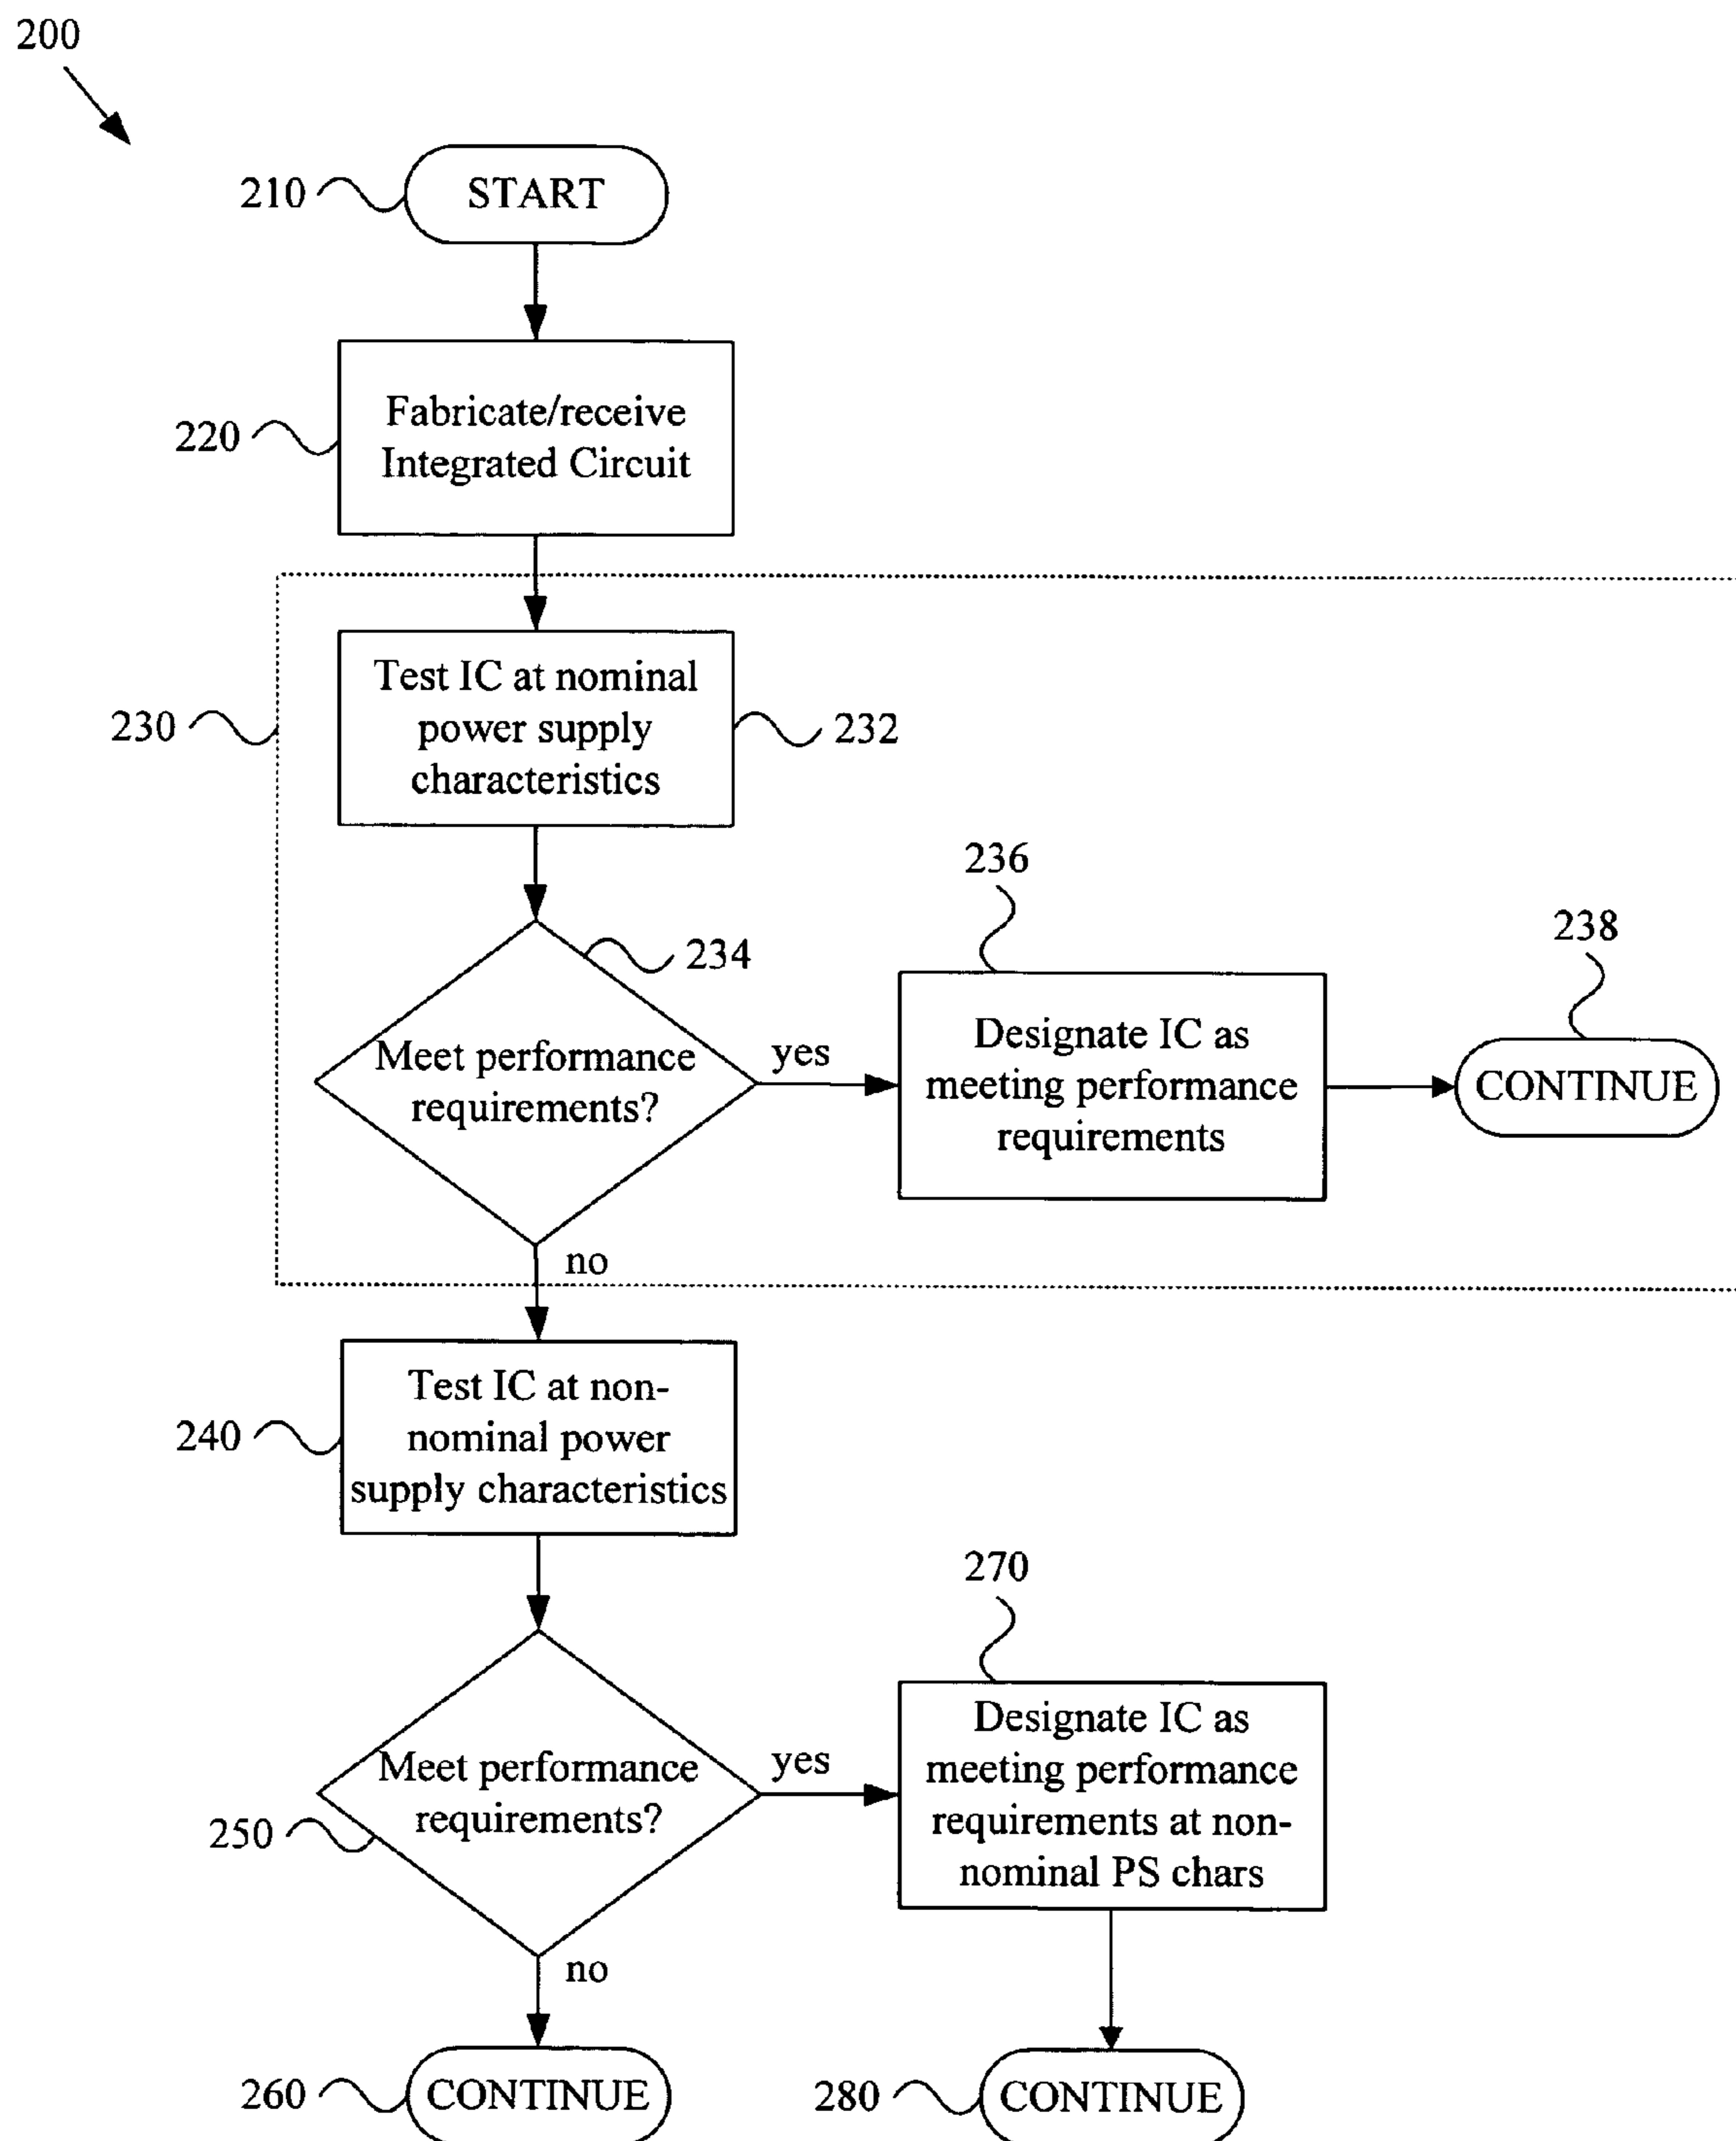 200
210
START
220
Fabricate/receive
Integrated Circuit
230
Test IC at nominal
power supply
characteristics
232
234
Meet performance
requirements?
yes
no
236
Designate IC as
meeting performance
requirements
238
CONTINUE
240
Test IC at non-
nominal power
supply characteristics
250
Meet performance
requirements?
yes
no
270
Designate IC as
meeting performance
requirements at non-
nominal PS chars
260
CONTINUE
280
CONTINUE